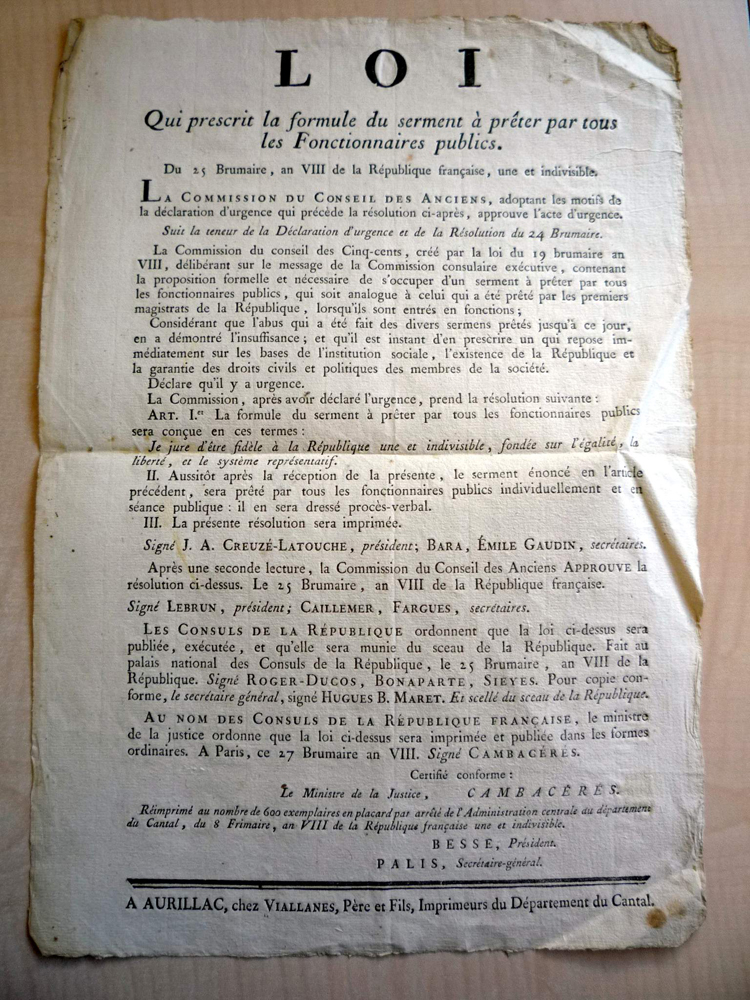 LOI
Qui prescrit la formule du serment à prêter par tous
les Fonctionnaires publics.
Du 25 Brumaire, an VIII de la République française, une et indivisible.
LA COMMISSION DU CONSEIL DES ANCIENS, adoptant les motifs de
la déclaration d'urgence qui précède la résolution ci-après, approuve l'acte d'urgence.
Suit la teneur de la Déclaration d'urgence et de la Résolution du 24 Brumaire.
La Commission du conseil des Cinq-cents, créé par la loi du 19 brumaire an
VIII, délibérant sur le message de la Commission consulaire exécutive, contenant
la proposition formelle et nécessaire de s'occuper d'un serment à prêter par tous
les fonctionnaires publics, qui soit analogue à celui qui a été prêté par les premiers
magistrats de la République, lorsqu'ils sont entrés en fonctions;
Considérant que l'abus qui a été fait des divers sermens prêtés jusqu'à ce jour,
en a démontré l'insuffisance; et qu'il est instant d'en prescrire un qui repose im-
médiatement sur les bases de l'institution sociale, l'existence de la République et
la garantie des droits civils et politiques des membres de la société.
Déclare qu'il y a urgence.
La Commission, après avoir déclaré l'urgence, prend la résolution suivante:
ART. I.er La formule du serment à prêter par tous les fonctionnaires publics
sera conçue en ces termes:
Je jure d'être fidèle à la République une et indivisible, fondée sur l'égalité, la
liberté, et le système représentatif.
II. Aussitôt après la réception de la présente, le serment énoncé en l'article
précédent, sera prêté par tous les fonctionnaires publics individuellement et en
séance publique: il en sera dressé procès-verbal.
III. La présente résolution sera imprimée.
Signé J. A. CREUZÉ-LATOUCHE, président; BARA, ÉMILE GAUDIN, secrétaires.
Après une seconde lecture, la Commission du Conseil des Anciens APPROUVE la
résolution ci-dessus. Le 25 Brumaire, an VIII de la République française.
Signé LEBRUN, président; CAILLEMER, FARGUES, secrétaires.
LES CONSULS DE LA RÉPUBLIQUE ordonnent que la loi ci-dessus sera
publiée, exécutée, et qu'elle sera munie du sceau de la République. Fait au
palais national des Consuls de la République, le 25 Brumaire, an VIII de la
République. Signé ROGER-DUCOS, BONAPARTE, SIEYES. Pour copie con-
forme, le secrétaire général, signé HUGUES B. MARET. Et scellé du sceau de la République.
AU NOM DES CONSULS DE LA RÉPUBLIQUE FRANÇAISE, le ministre
de la justice ordonne que la loi ci-dessus sera imprimée et publiée dans les formes
ordinaires. A Paris, ce 27 Brumaire an VIII. Signé CAMBACÉRÈS.
Certifié conforme:
Le Ministre de la Justice, CAMBACÉRÈS.
Réimprimé au nombre de 600 exemplaires en placard par arrêté de l'Administration centrale du département
du Cantal, du 8 Frimaire, an VIII de la République française une et indivisible.
BESSE, Président.
PALIS, Secrétaire-général.
A AURILLAC, chez VIALLANES, Père et Fils, Imprimeurs du Département du Cantal.